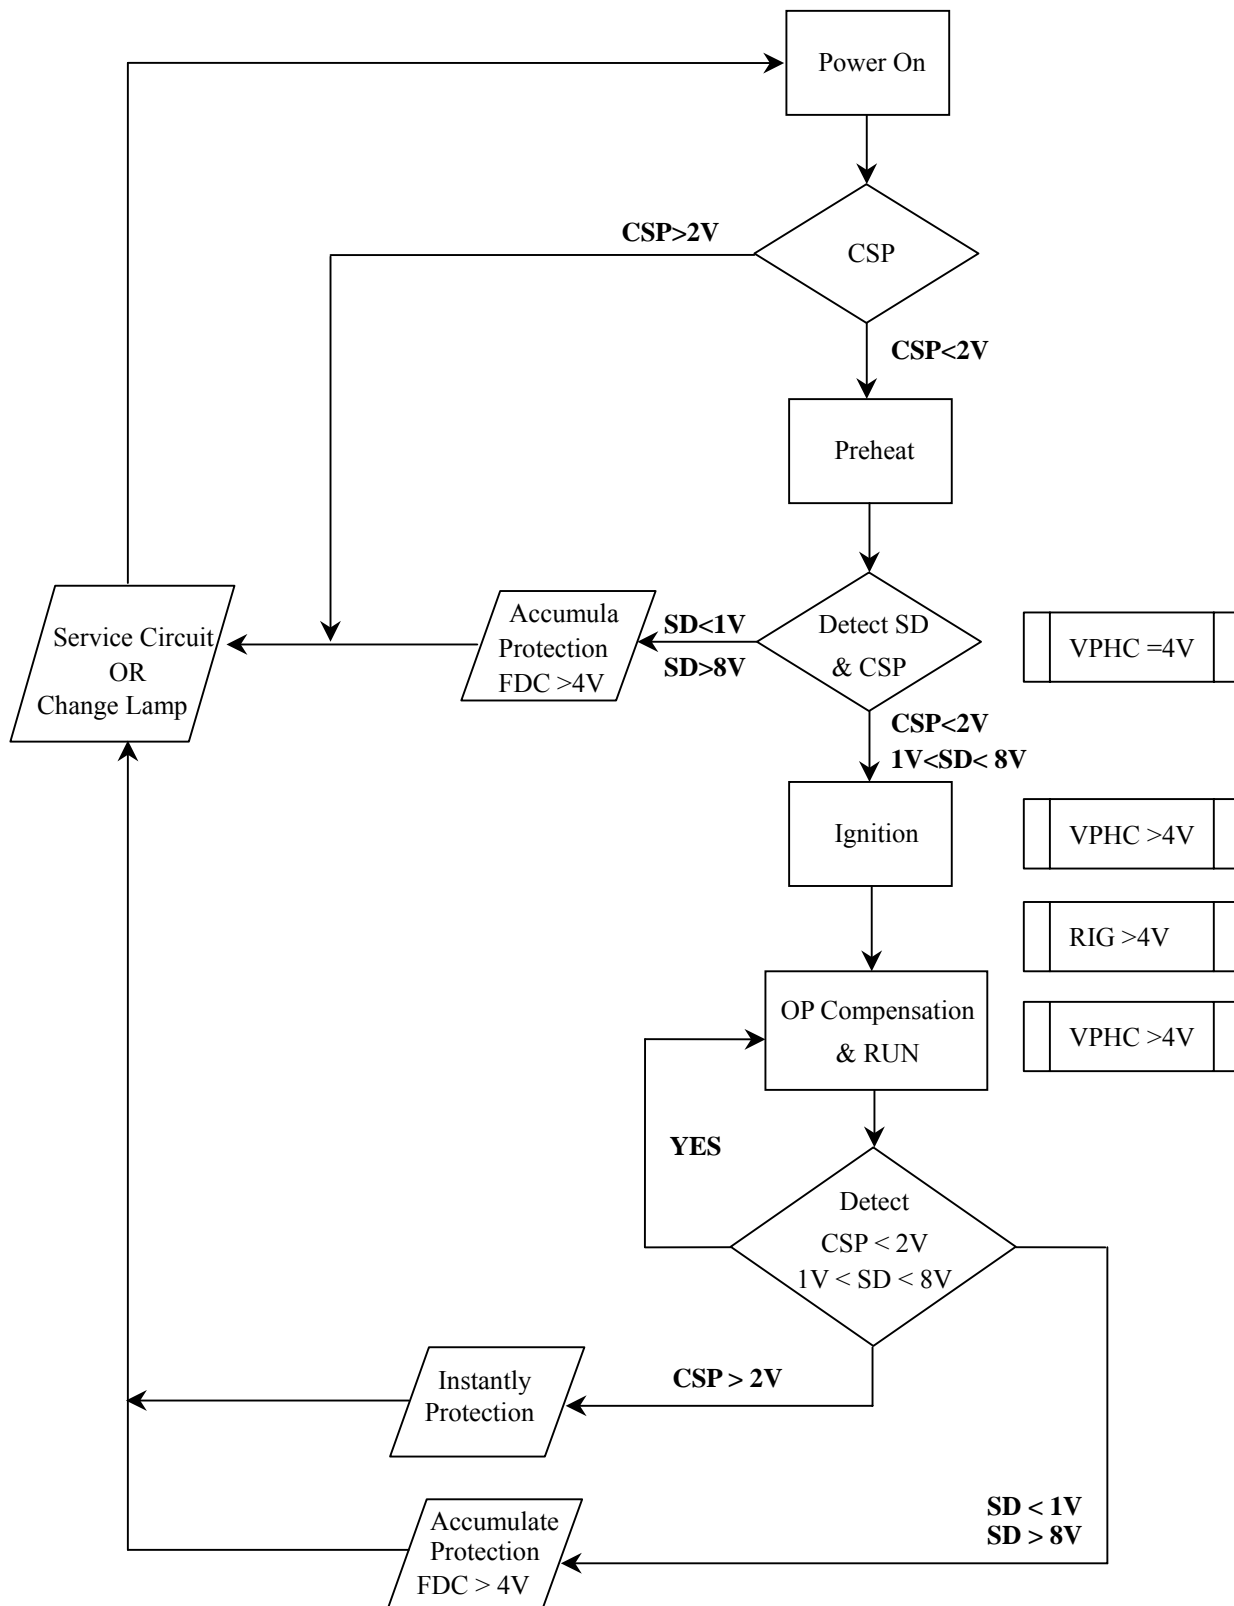 Power On
CSP>2V
CSP
CSP<2V
Preheat
Service Circuit
OR
Change Lamp
Accumula
Protection
FDC >4V
SD<1V
SD>8V
Detect SD
& CSP
VPHC =4V
CSP<2V
1V<SD< 8V
Ignition
VPHC >4V
RIG >4V
OP Compensation
& RUN
VPHC >4V
YES
Detect
CSP < 2V
1V < SD < 8V
Instantly
Protection
CSP > 2V
SD < 1V
SD > 8V
Accumulate
Protection
FDC > 4V